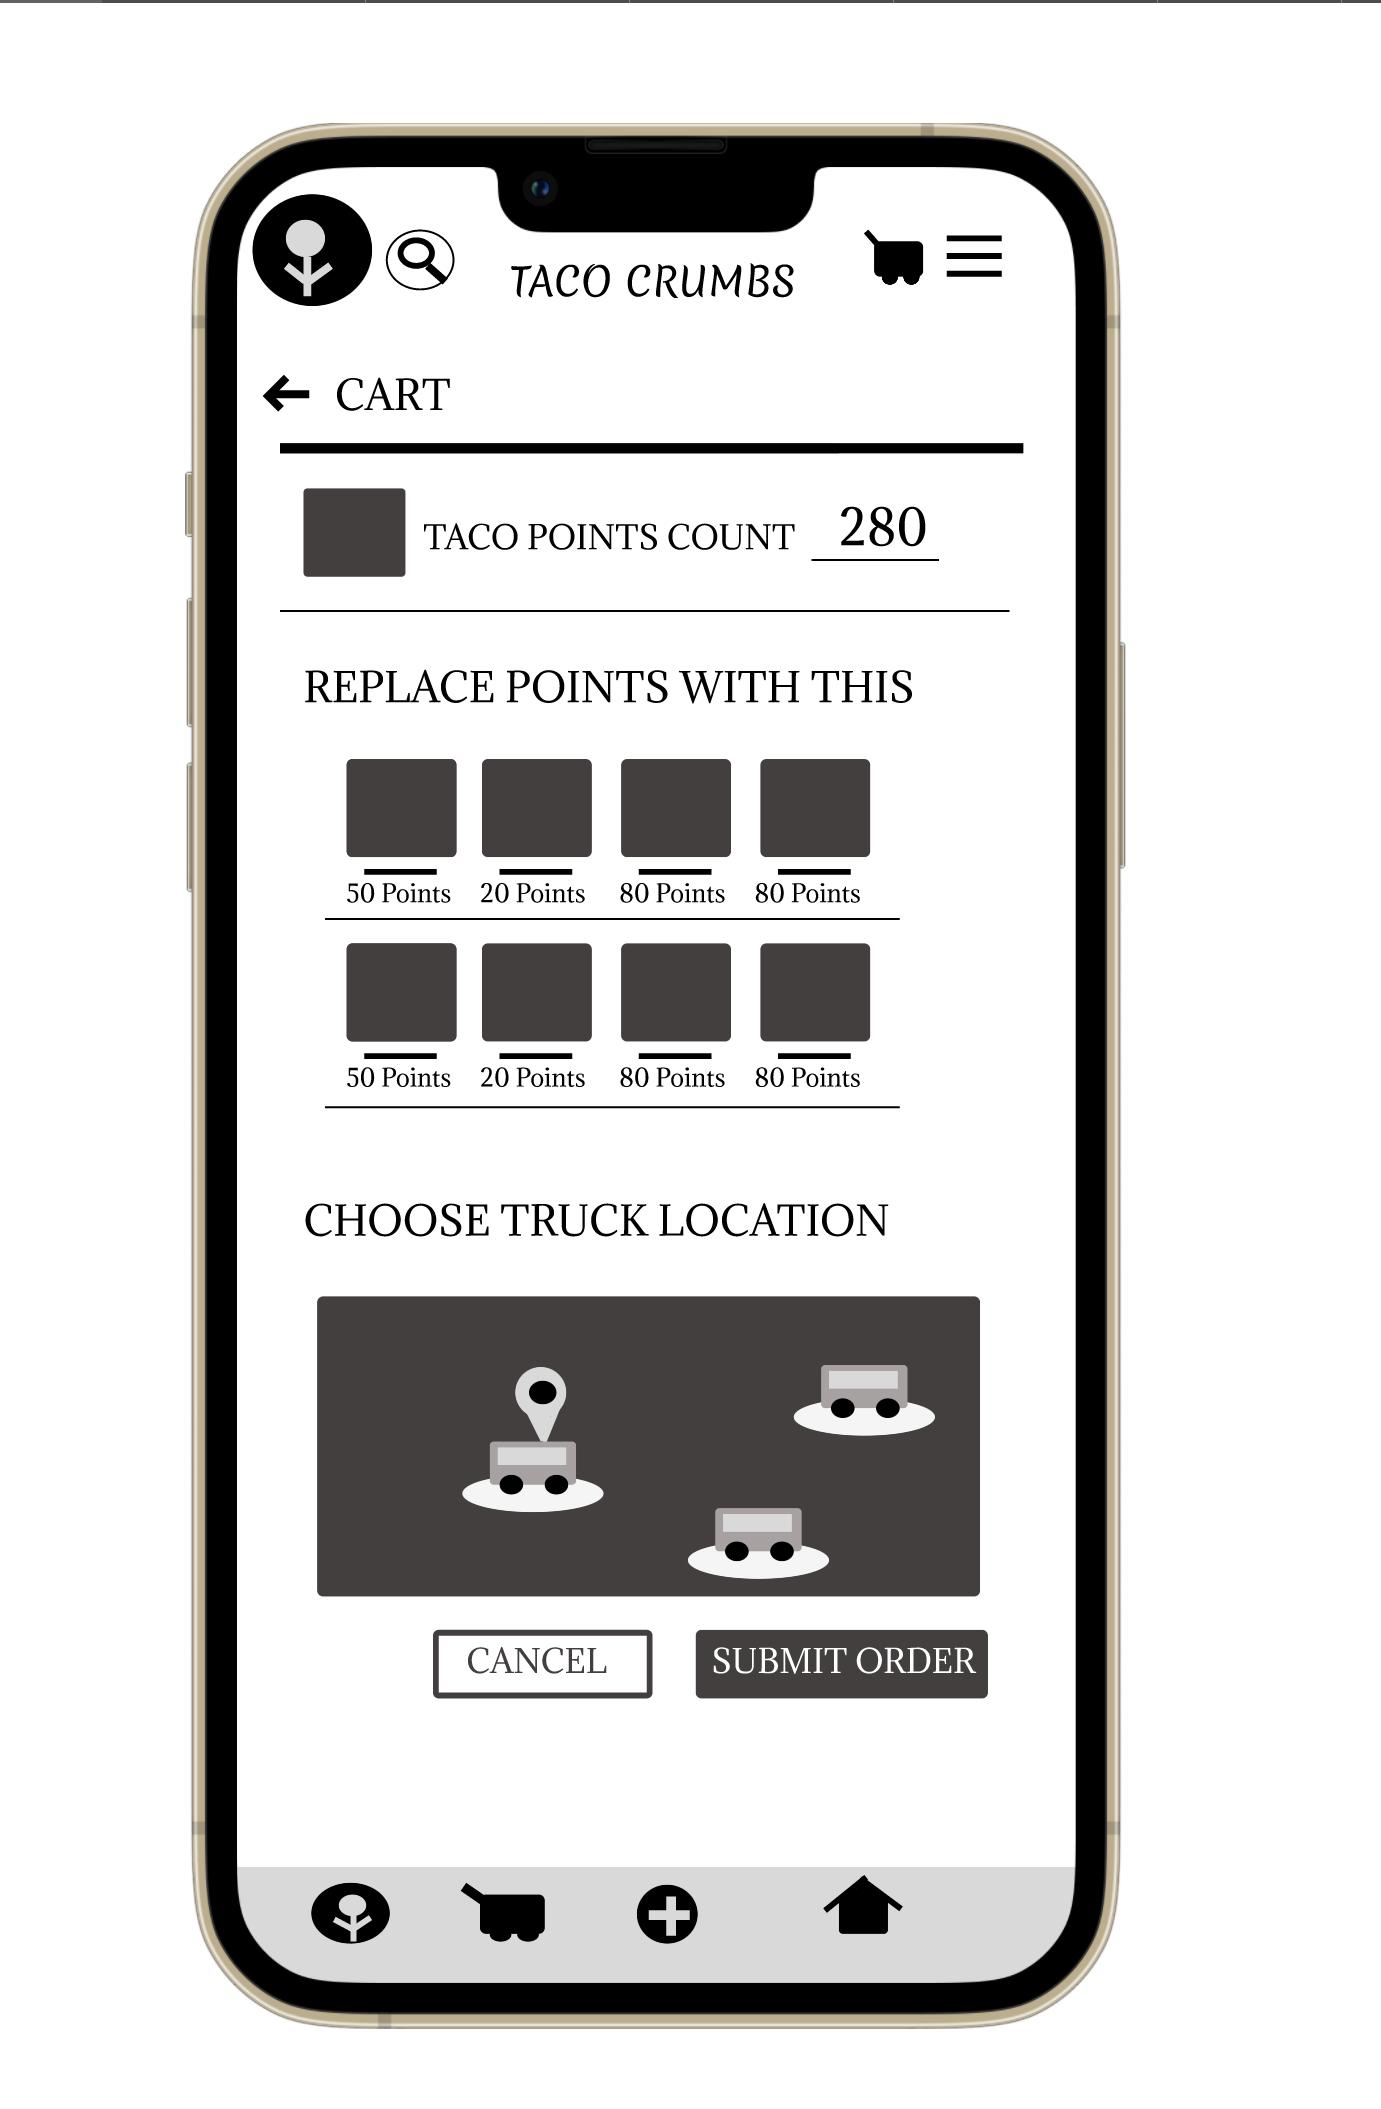 TACO CRUMBS
CART
TACO POINTS COUNT 280
REPLACE POINTS WITH THIS
50 Points 20 Points 80 Points 80 Points
50 Points 20 Points 80 Points 80 Points
CHOOSE TRUCK LOCATION
CANCEL SUBMIT ORDER